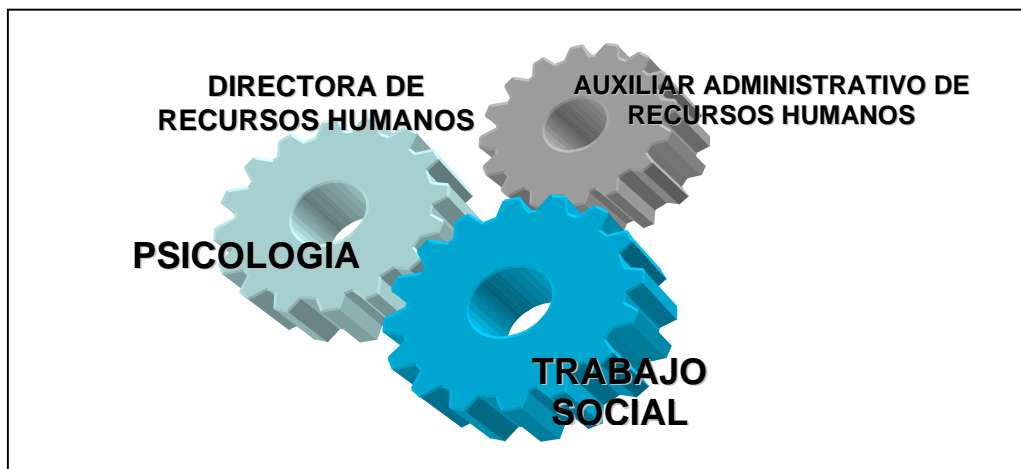 DIRECTORA DE
RECURSOS HUMANOS
AUXILIAR ADMINISTRATIVO DE
RECURSOS HUMANOS
PSICOLOGIA
TRABAJO
SOCIAL